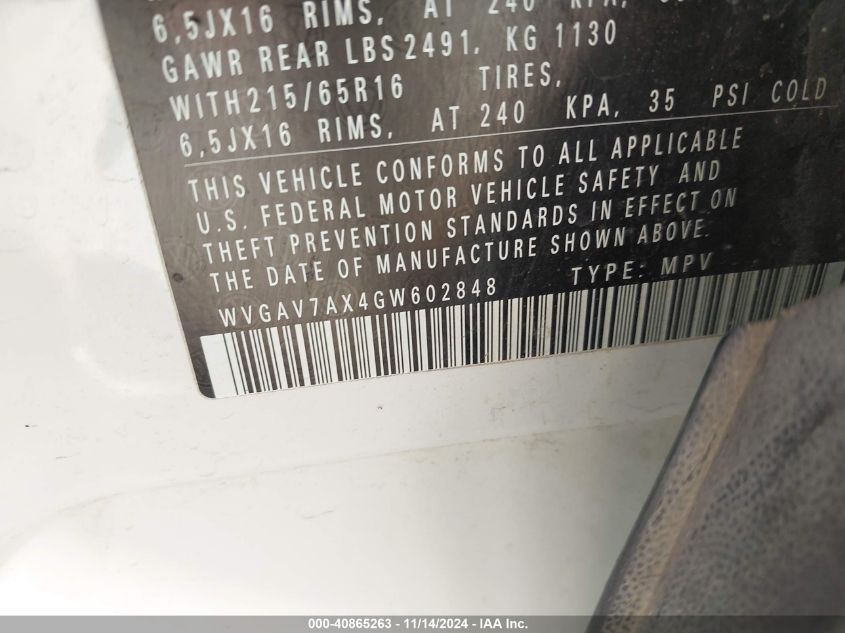 6,5JX16 RIMS, AT 240 KPA,
GAWR REAR LBS2491, KG 1130
WITH215/65R16 TIRES,
6,5JX16 RIMS, AT 240 KPA, 35 PSI COLD
THIS VEHICLE CONFORMS TO ALL APPLICABLE
U.S. FEDERAL MOTOR VEHICLE SAFETY AND
THEFT PREVENTION STANDARDS IN EFFECT ON
THE DATE OF MANUFACTURE SHOWN ABOVE.
WVGAV7AX4GW602848 TYPE: MPV
000-40865263 - 11/14/2024 - IAA Inc.